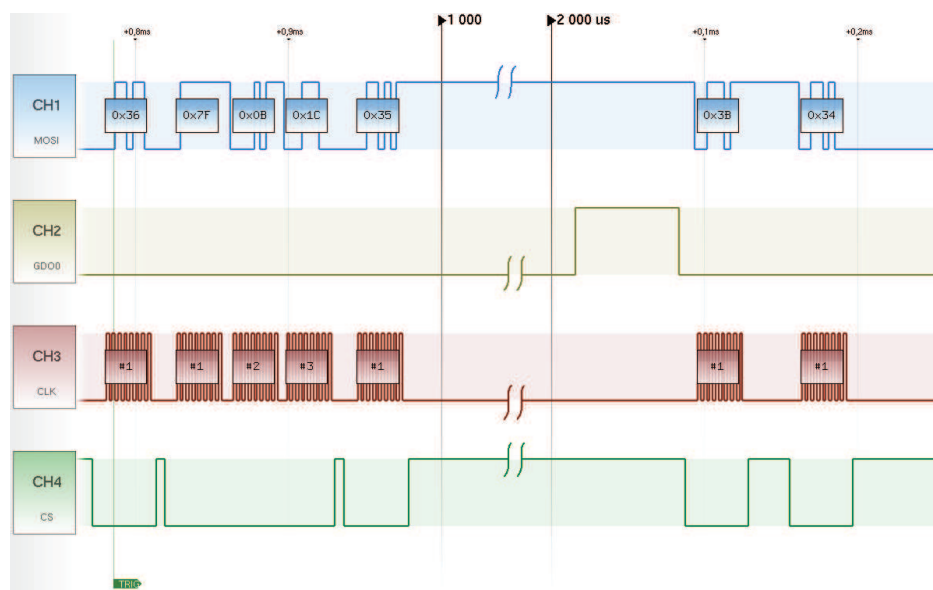 1 000
2 000 us
+0,8ms
+0,9ms
+0,1ms
+0,2ms
CH1
MOSI
0x36
0x7F
0x0B
0x1C
0x35
0x3B
0x34
CH2
GDO0
CH3
CLK
#1
#1
#2
#3
#1
#1
#1
CH4
CS
TRIG